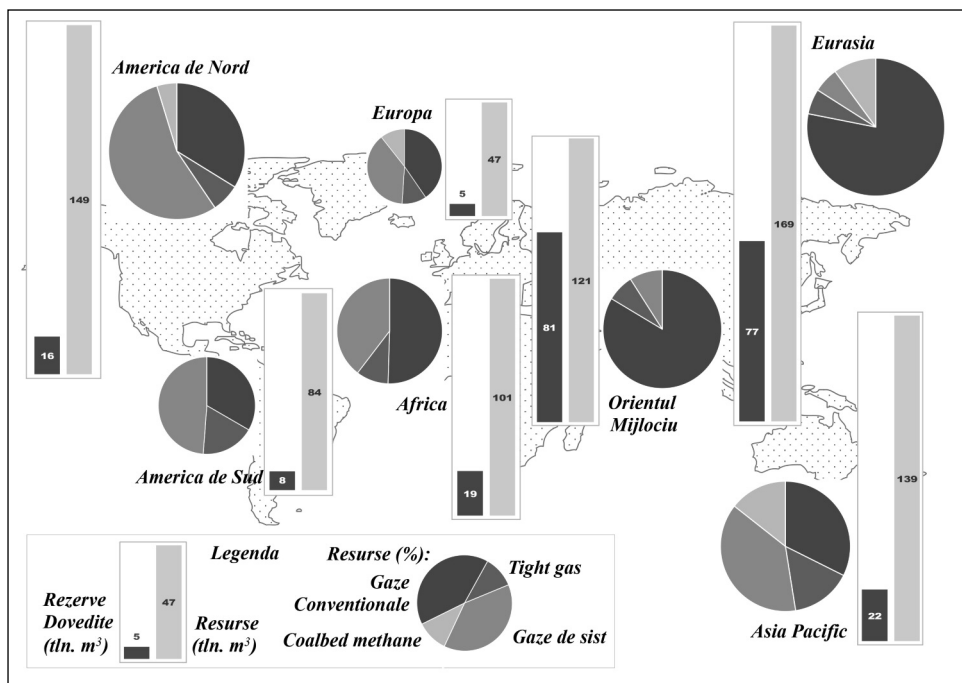 America de Nord
149
16
Europa
5
47
Eurasia
169
77
121
81
Orientul
Mijlociu
Africa
101
19
America de Sud
84
8
Asia Pacific
139
22
Legenda
Rezerve
Dovedite
(tln. m³)
5
47
Resurse
(tln. m³)
Resurse (%):
Gaze
Conventionale
Tight gas
Coalbed methane
Gaze de sist